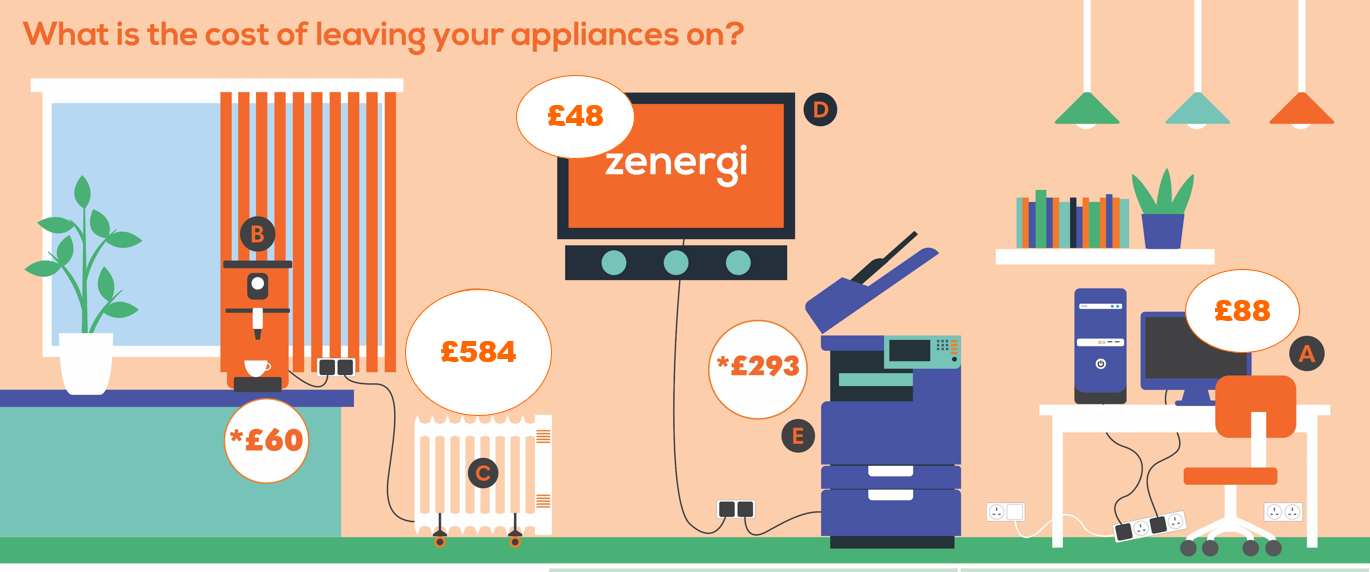 What is the cost of leaving your appliances on?
£48
D
zenergi
B
£584
£88
*£293
A
*£60
E
C